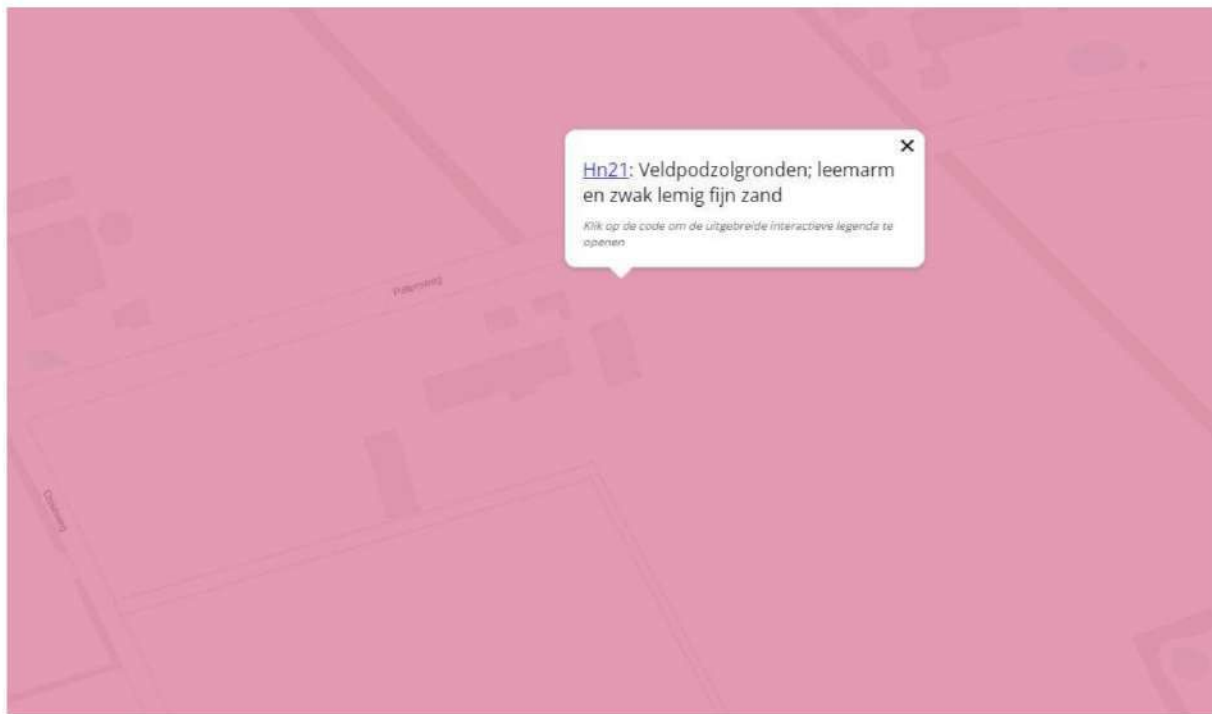 Hn21: Veldpodzolgronden; leemarm
en zwak lemig fijn zand
Klik op de code om de uitgebreide interactieve legenda te
openen